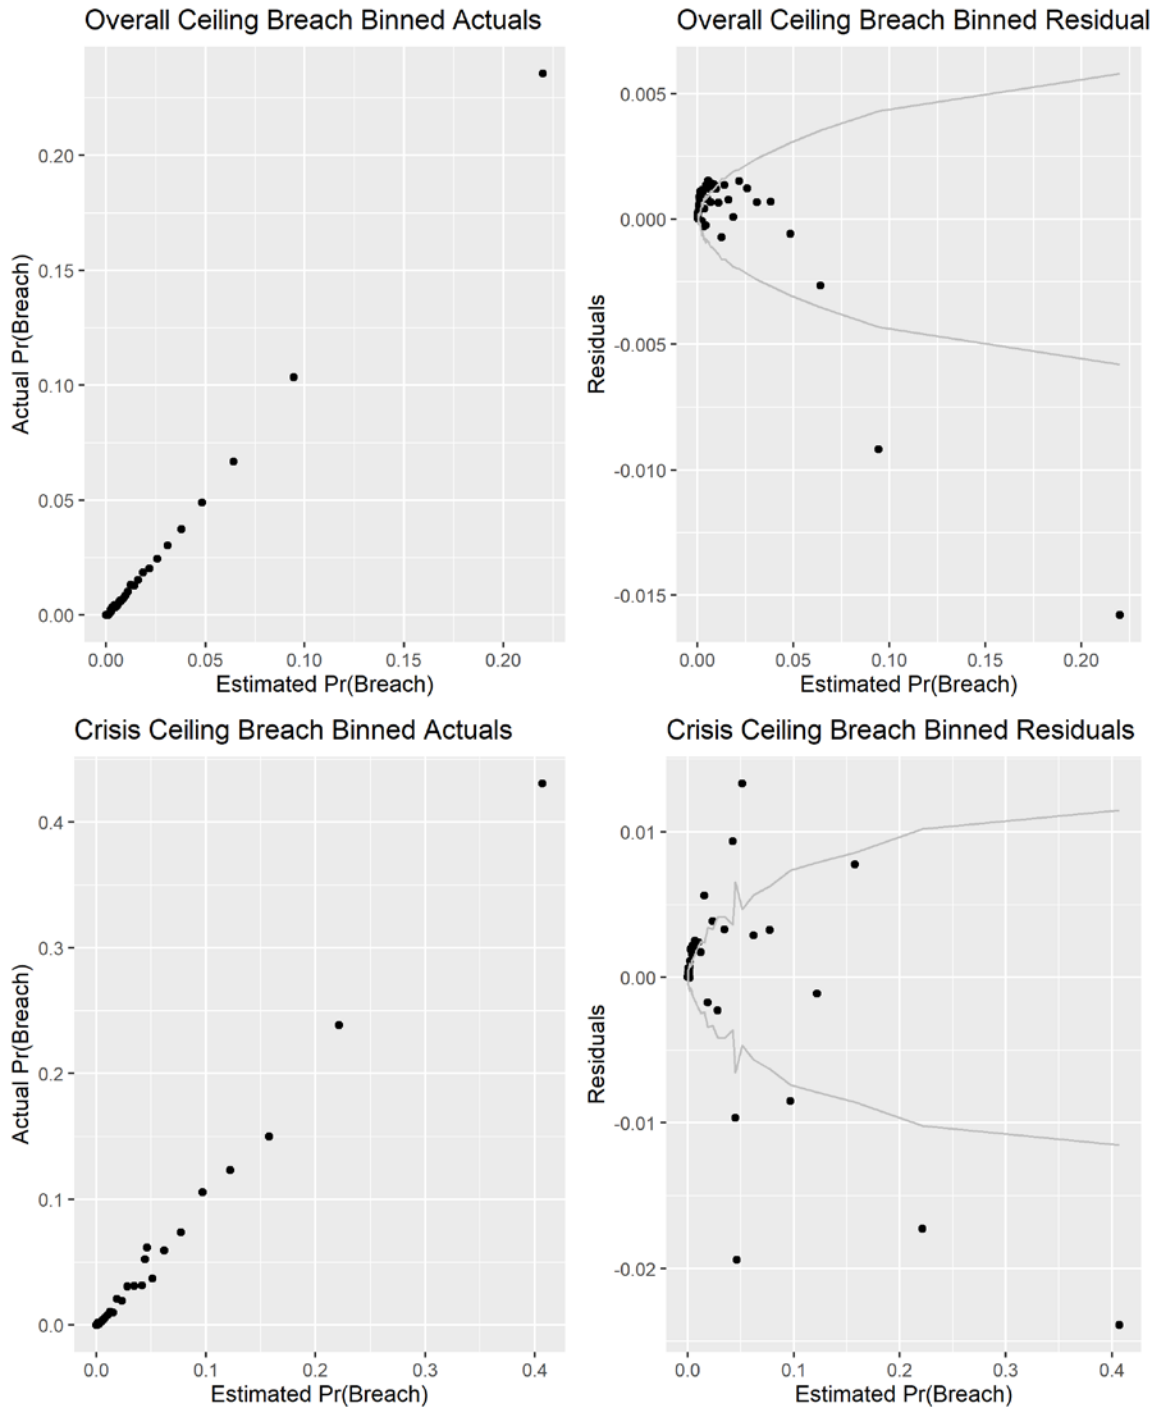 Overall Ceiling Breach Binned Actuals
Actual Pr(Breach)
0.20
0.15
0.10
0.05
0.00
0.00 0.05 0.10 0.15 0.20
Estimated Pr(Breach)
Overall Ceiling Breach Binned Residual
Residuals
0.005
0.000
-0.005
-0.010
-0.015
0.00 0.05 0.10 0.15 0.20
Estimated Pr(Breach)
Crisis Ceiling Breach Binned Actuals
Actual Pr(Breach)
0.4
0.3
0.2
0.1
0.0
0.0 0.1 0.2 0.3 0.4
Estimated Pr(Breach)
Crisis Ceiling Breach Binned Residuals
Residuals
0.01
0.00
-0.01
-0.02
0.0 0.1 0.2 0.3 0.4
Estimated Pr(Breach)